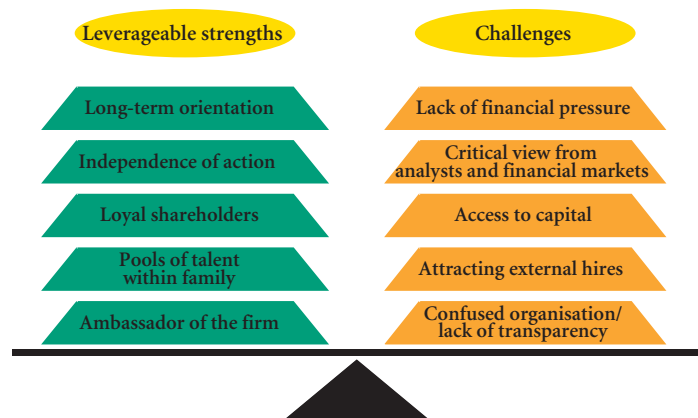 Leverageable strengths
Long-term orientation
Independence of action
Loyal shareholders
Pools of talent
within family
Ambassador of the firm
Challenges
Lack of financial pressure
Critical view from
analysts and financial markets
Access to capital
Attracting external hires
Confused organisation/
lack of transparency